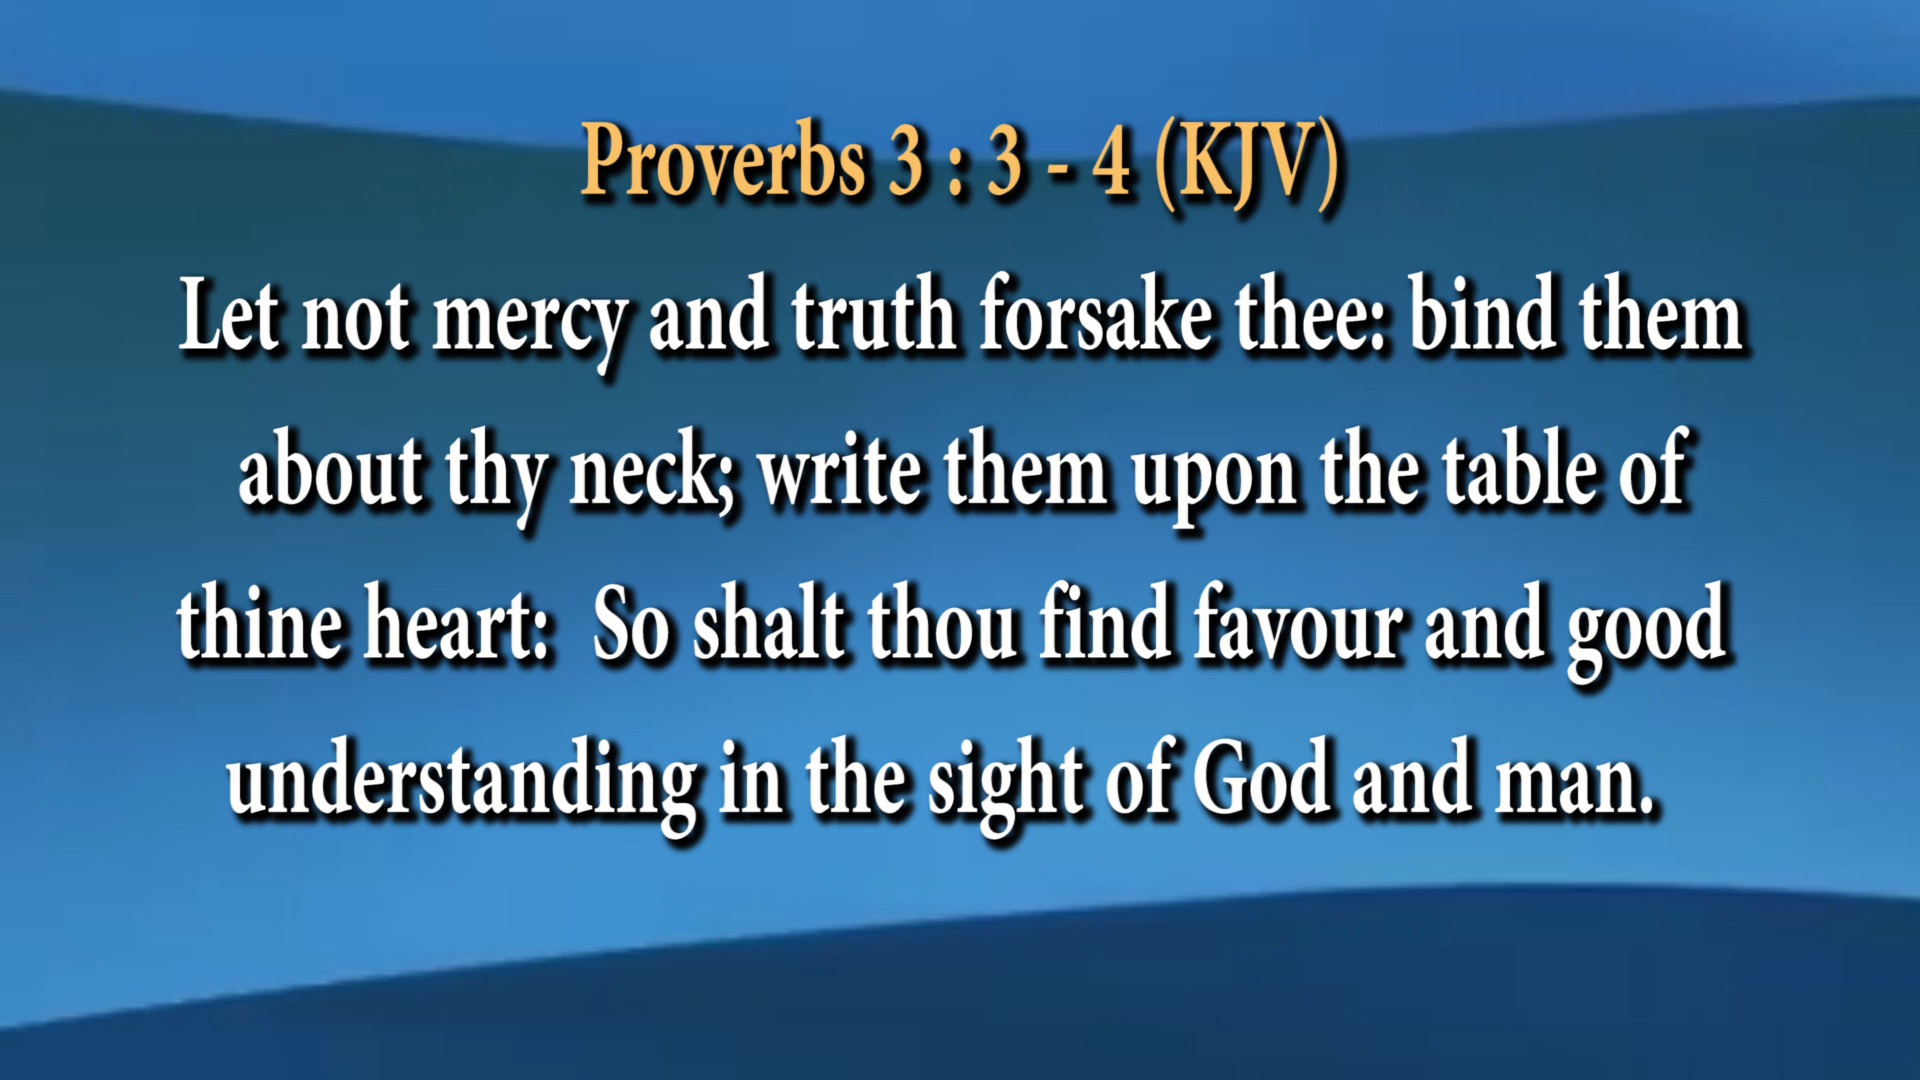 Proverbs 3 : 3 - 4 (KJV)
Let not mercy and truth forsake thee: bind them
about thy neck; write them upon the table of
thine heart:  So shalt thou find favour and good
understanding in the sight of God and man.